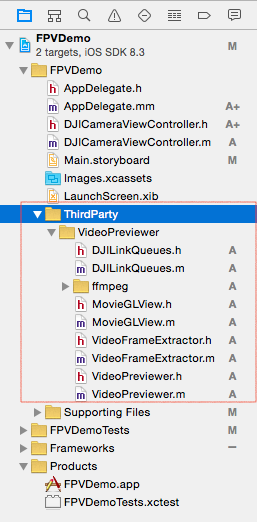 FPVDemo
2 targets, iOS SDK 8.3 M
FPVDemo
AppDelegate.h
AppDelegate.mm A+
DJICameraViewController.h A+
DJICameraViewController.m A
Main.storyboard M
Images.xcassets
LaunchScreen.xib
ThirdParty
VideoPreviewer
DJILinkQueues.h A
DJILinkQueues.m A
ffmpeg A
MovieGLView.h A
MovieGLView.m A
VideoFrameExtractor.h A
VideoFrameExtractor.m A
VideoPreviewer.h A
VideoPreviewer.m A
Supporting Files M
FPVDemoTests M
Frameworks –
Products
FPVDemo.app
FPVDemoTests.xctest